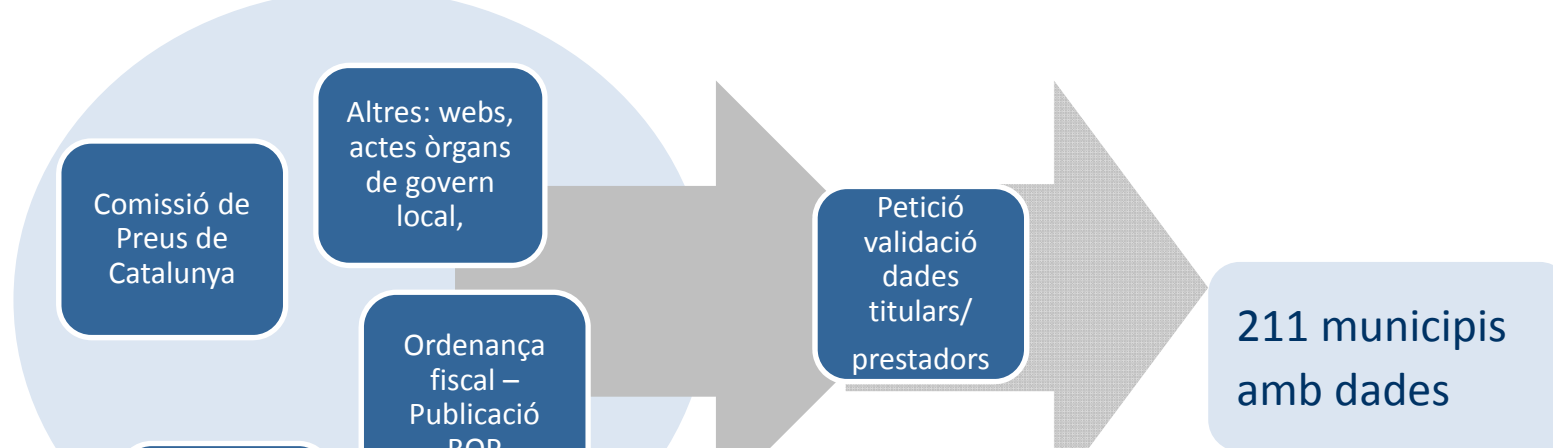 Altres: webs,
actes òrgans
de govern
local,
Comissió de
Preus de
Catalunya
Ordenança
fiscal –
Publicació
BOP
Petició
validació
dades
titulars/
prestadors
211 municipis
amb dades